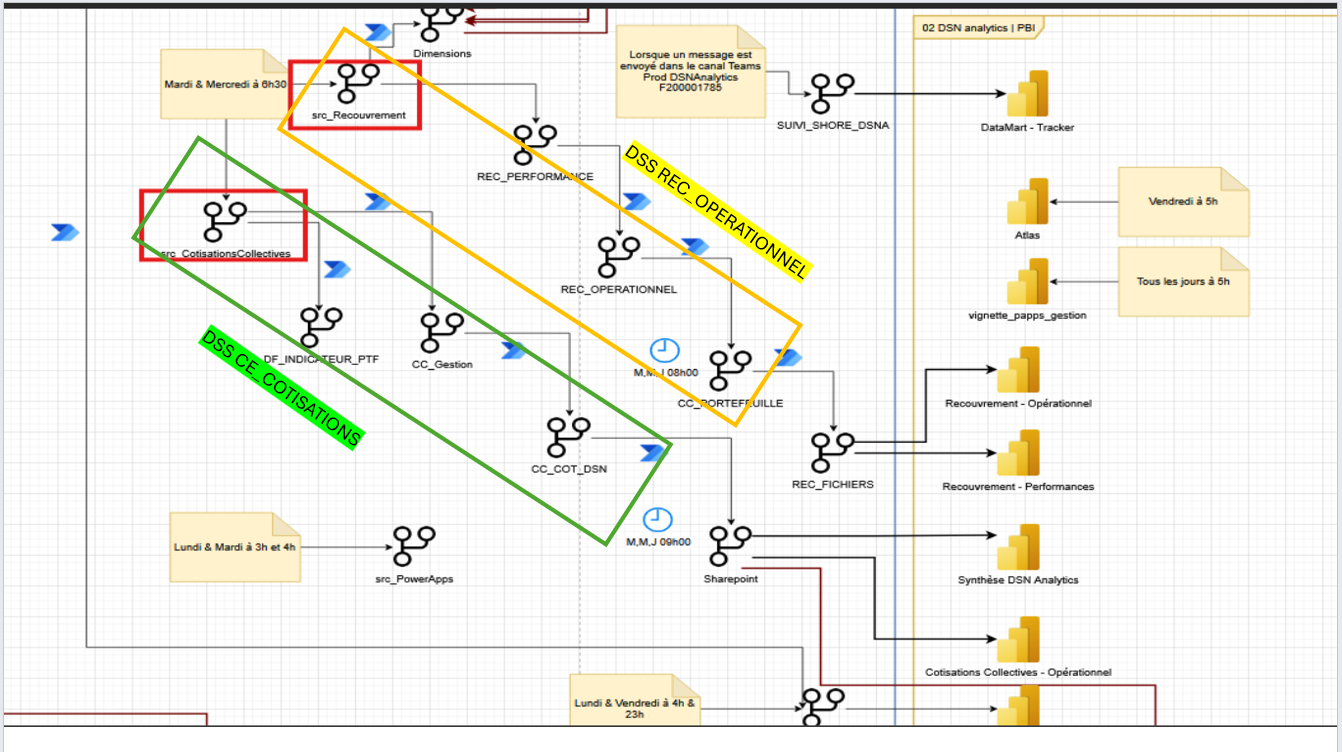 Dimensions
02 DSN analytics | PBI
Lorsque un message est
envoyé dans le canal Teams
Prod DSNAnalytics
F200001785
Mardi & Mercredi à 6h30
src_Recouvrement
SUIVI_SHORE_DSNA
DataMart - Tracker
REC_PERFORMANCE
DSS REC_OPERATIONNEL
Vendredi à 5h
Atlas
src_CotisationsCollectives
REC_OPERATIONNEL
Tous les jours à 5h
vignette_papps_gestion
DF_INDICATEUR_PTF
CC_Gestion
DSS CE_COTISATIONS
M,M,J 08h00
CC_PORTEFEUILLE
Recouvrement - Opérationnel
CC_COT_DSN
REC_FICHIERS
Recouvrement - Performances
Lundi & Mardi à 3h et 4h
src_PowerApps
M,M,J 09h00
Sharepoint
Synthèse DSN Analytics
Cotisations Collectives - Opérationnel
Lundi & Vendredi à 4h &
23h